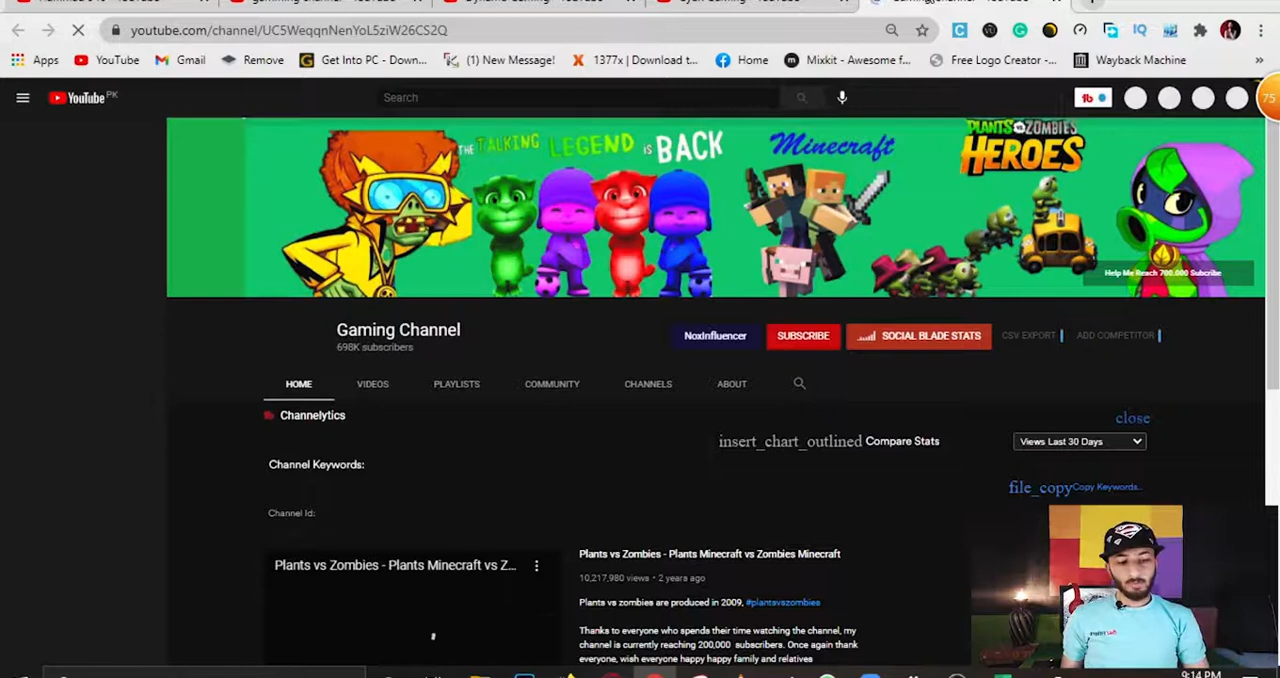 youtube.com/channel/UC5WeqqnNenYoL5ziW26CS2Q
Apps YouTube Gmail Remove Get Into PC | Down... (1) New Message! 1377x | Download t... Home Mixkit - Awesome f... Free Logo Creator -... Wayback Machine »
YouTube PK Search 75
THE TALKING LEGEND IS BACK
Minecraft
PLANTS VS ZOMBIES
HEROES
Help Me Reach 700.000 Subcribe
Gaming Channel
698K subscribers
NoxInfluencer SUBSCRIBE SOCIAL BLADE STATS CSV EXPORT ADD COMPETITOR
HOME VIDEOS PLAYLISTS COMMUNITY CHANNELS ABOUT
Channelytics
close
insert_chart_outlined Compare Stats Views Last 30 Days
Channel Keywords:
file_copy Copy Keywords...
Channel Id:
Plants vs Zombies - Plants Minecraft vs Z...
Plants vs Zombies - Plants Minecraft vs Zombies Minecraft
10,217,980 views • 2 years ago
Plants vs zombies are produced in 2009, #plantsvszombies
Thanks to everyone who spends their time watching the channel, my
channel is currently reaching 200,000 subscribers. Once again thank
everyone, wish everyone happy happy family and relatives
9:14 PM